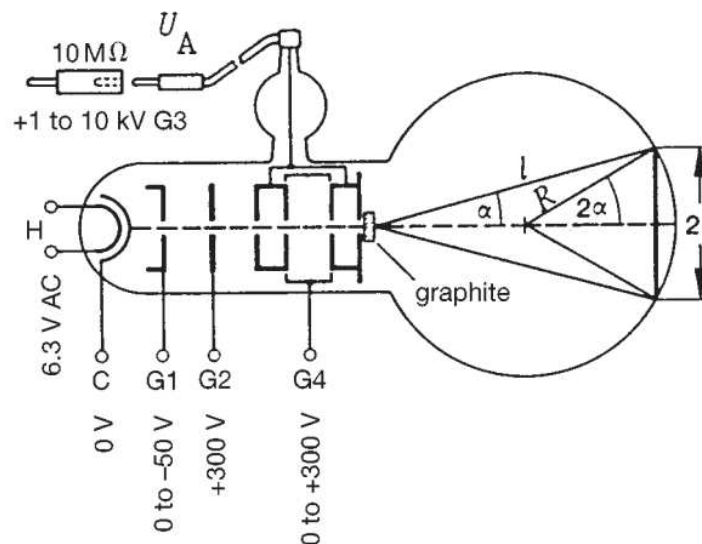 U_A
10 MΩ
+1 to 10 kV G3
l
R
α
2α
2
H
graphite
6.3 V AC
C
G1
G2
G4
0 V
0 to –50 V
+300 V
0 to +300 V